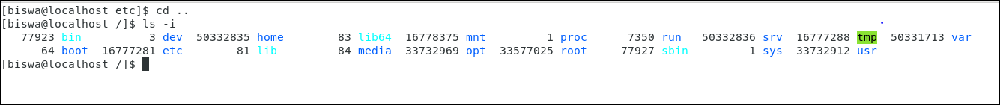 [biswa@localhost etc]$ cd ..
[biswa@localhost /]$ ls -i
   77923 bin          3 dev   50332835 home        83 lib64  16778375 mnt         1 proc      7350 run   50332836 srv  16777288 tmp  50331713 var
      64 boot  16777281 etc         81 lib         84 media  33732969 opt  33577025 root     77927 sbin         1 sys  33732912 usr
[biswa@localhost /]$